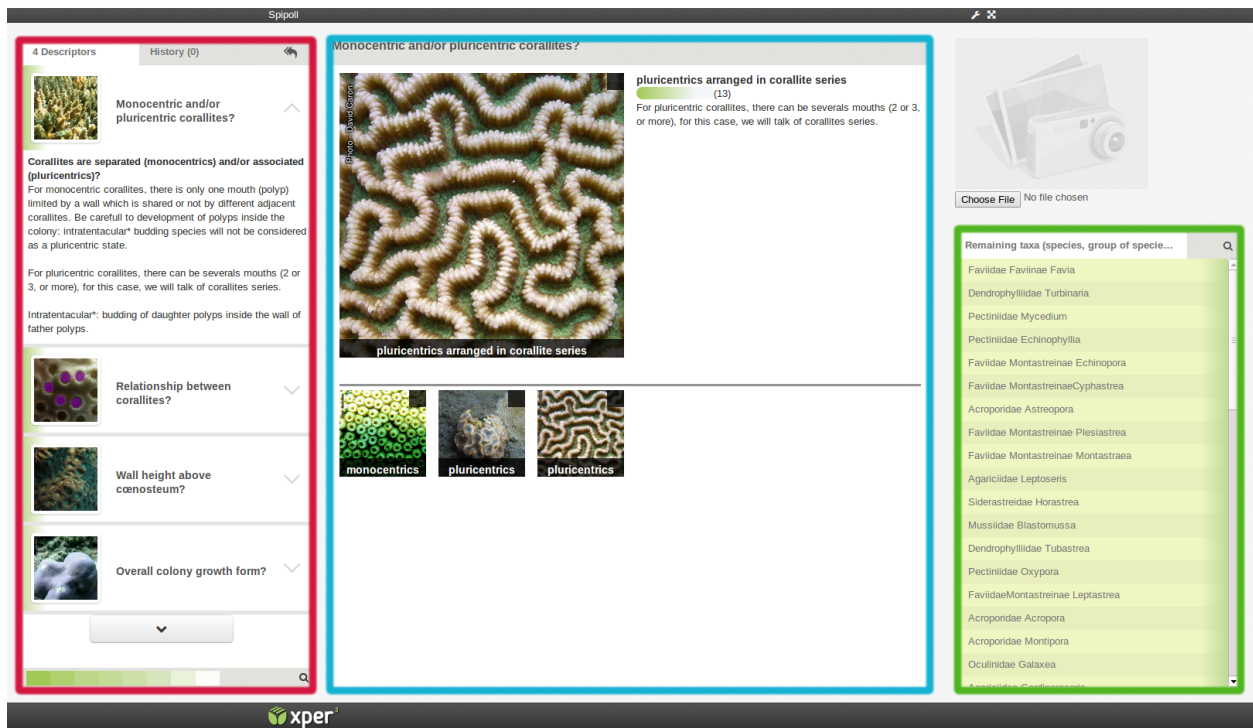 Spipoll
4 Descriptors
History (0)
Monocentric and/or
pluricentric corallites?
Corallites are separated (monocentrics) and/or associated
(pluricentrics)?
For monocentric corallites, there is only one mouth (polyp)
limited by a wall which is shared or not by different adjacent
corallites. Be carefull to development of polyps inside the
colony: intratentacular* budding species will not be considered
as a pluricentric state.
For pluricentric corallites, there can be severals mouths (2 or
3, or more), for this case, we will talk of corallites series.
Intratentacular*: budding of daughter polyps inside the wall of
father polyps.
Relationship between
corallites?
Wall height above
cœnosteum?
Overall colony growth form?
Monocentric and/or pluricentric corallites?
Photo : David Caron
pluricentrics arranged in corallite series
pluricentrics arranged in corallite series
(13)
For pluricentric corallites, there can be severals mouths (2 or 3,
or more), for this case, we will talk of corallites series.
monocentrics
pluricentrics
pluricentrics
Choose File No file chosen
Remaining taxa (species, group of specie...
Faviidae Faviinae Favia
Dendrophylliidae Turbinaria
Pectiniidae Mycedium
Pectiniidae Echinophyllia
Faviidae Montastreinae Echinopora
Faviidae MontastreinaeCyphastrea
Acroporidae Astreopora
Faviidae Montastreinae Plesiastrea
Faviidae Montastreinae Montastraea
Agariciidae Leptoseris
Siderastreidae Horastrea
Mussiidae Blastomussa
Dendrophylliidae Tubastrea
Pectiniidae Oxypora
FaviidaeMontastreinae Leptastrea
Acroporidae Acropora
Acroporidae Montipora
Oculinidae Galaxea
xper³